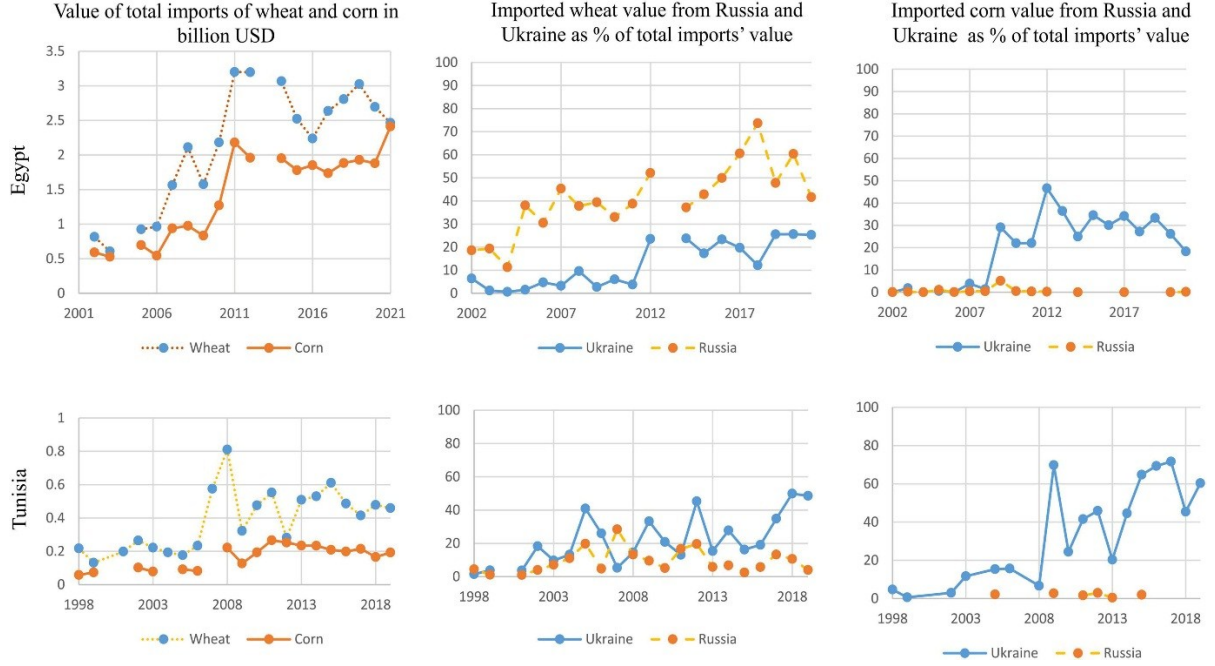 Value of total imports of wheat and corn in
billion USD
Imported wheat value from Russia and
Ukraine as % of total imports’ value
Imported corn value from Russia and
Ukraine as % of total imports’ value
Egypt
3.5
3
2.5
2
1.5
1
0.5
0
2001 2006 2011 2016 2021
Wheat Corn
100
90
80
70
60
50
40
30
20
10
0
2002 2007 2012 2017
Ukraine Russia
100
90
80
70
60
50
40
30
20
10
0
2002 2007 2012 2017
Ukraine Russia
Tunisia
1
0.8
0.6
0.4
0.2
0
1998 2003 2008 2013 2018
Wheat Corn
100
80
60
40
20
0
1998 2003 2008 2013 2018
Ukraine Russia
100
80
60
40
20
0
1998 2003 2008 2013 2018
Ukraine Russia